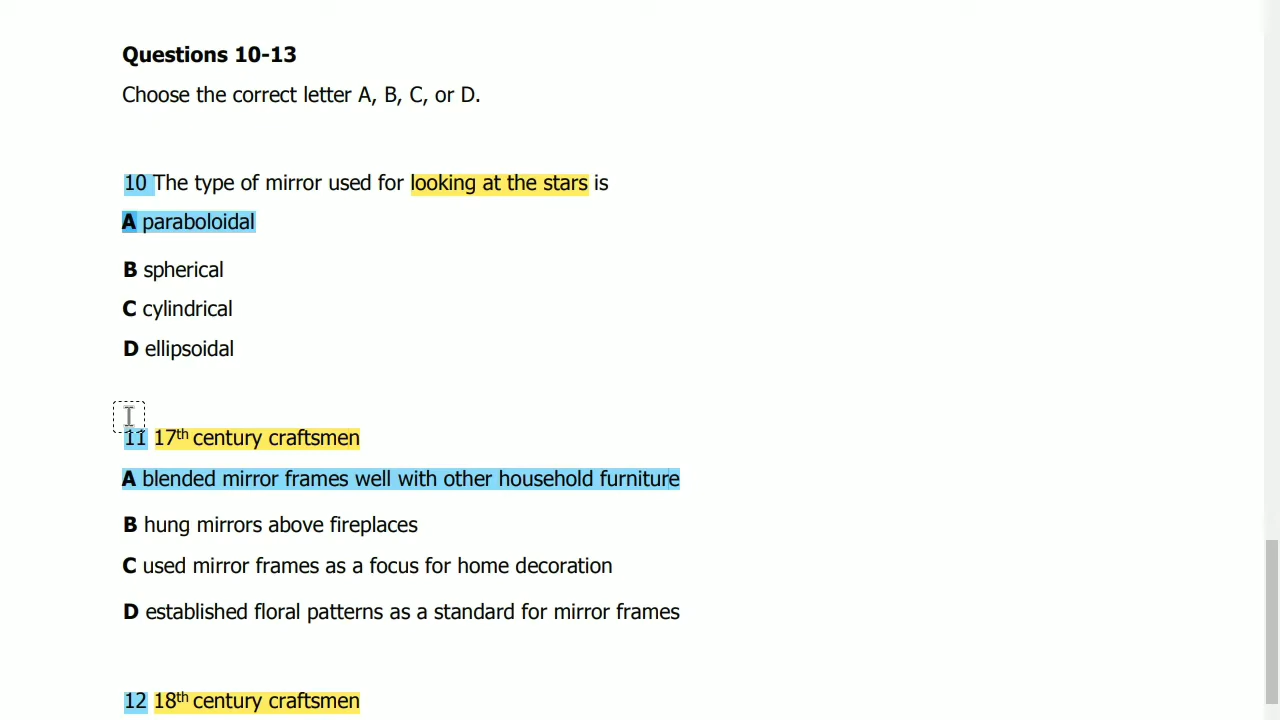 Questions 10-13
Choose the correct letter A, B, C, or D.
10 The type of mirror used for looking at the stars is
A paraboloidal
B spherical
C cylindrical
D ellipsoidal
11 17th century craftsmen
A blended mirror frames well with other household furniture
B hung mirrors above fireplaces
C used mirror frames as a focus for home decoration
D established floral patterns as a standard for mirror frames
12 18th century craftsmen